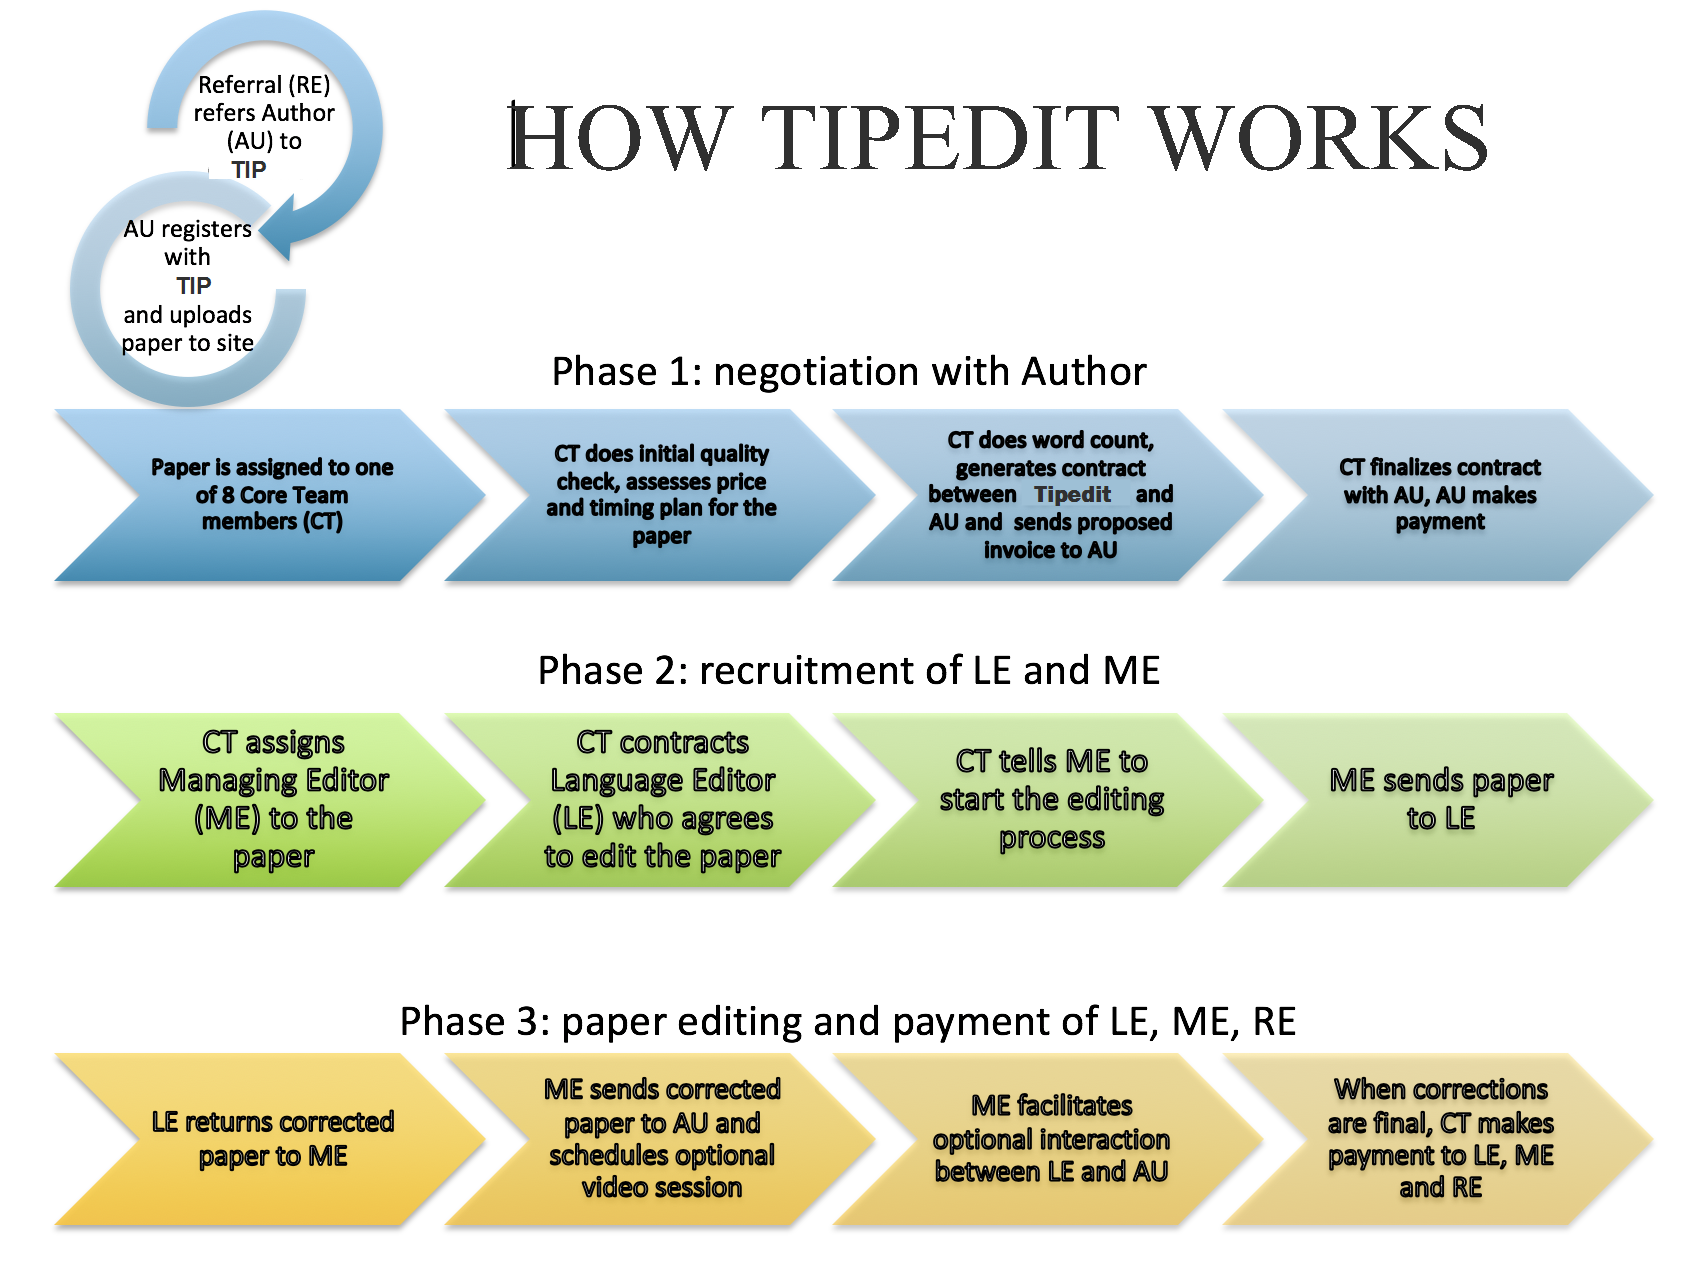 Referral (RE)
refers Author
(AU) to
TIP
HOW TIPEDIT WORKS
AU registers
with
TIP
and uploads
paper to site
Phase 1: negotiation with Author
Paper is assigned to one
of 8 Core Team
members (CT)
CT does initial quality
check, assesses price
and timing plan for the
paper
CT does word count,
generates contract
between Tipedit and
AU and sends proposed
invoice to AU
CT finalizes contract
with AU, AU makes
payment
Phase 2: recruitment of LE and ME
CT assigns
Managing Editor
(ME) to the
paper
CT contracts
Language Editor
(LE) who agrees
to edit the paper
CT tells ME to
start the editing
process
ME sends paper
to LE
Phase 3: paper editing and payment of LE, ME, RE
LE returns corrected
paper to ME
ME sends corrected
paper to AU and
schedules optional
video session
ME facilitates
optional interaction
between LE and AU
When corrections
are final, CT makes
payment to LE, ME
and RE